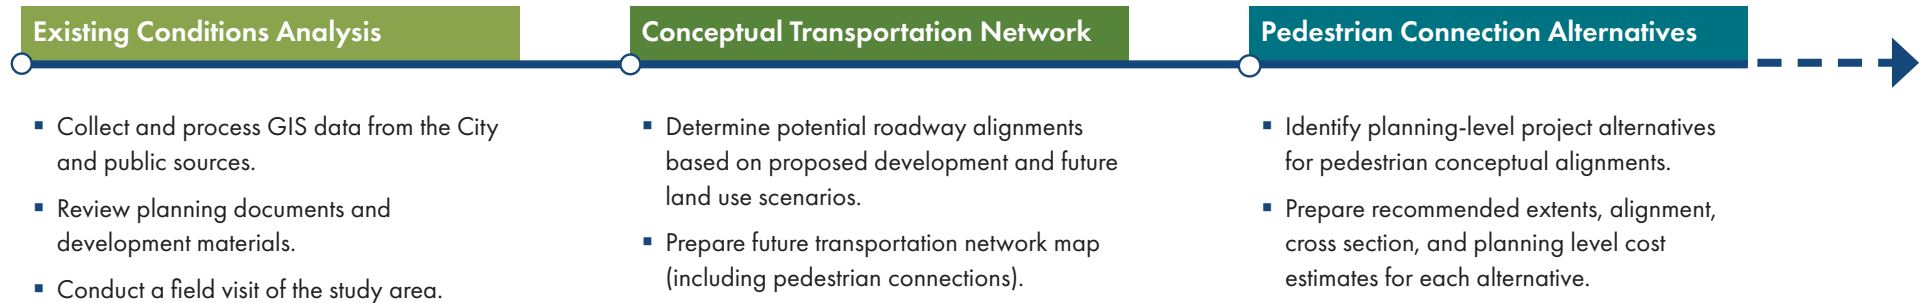 Existing Conditions Analysis
▪ Collect and process GIS data from the City
and public sources.
▪ Review planning documents and
development materials.
▪ Conduct a field visit of the study area.
Conceptual Transportation Network
▪ Determine potential roadway alignments
based on proposed development and future
land use scenarios.
▪ Prepare future transportation network map
(including pedestrian connections).
Pedestrian Connection Alternatives
▪ Identify planning-level project alternatives
for pedestrian conceptual alignments.
▪ Prepare recommended extents, alignment,
cross section, and planning level cost
estimates for each alternative.